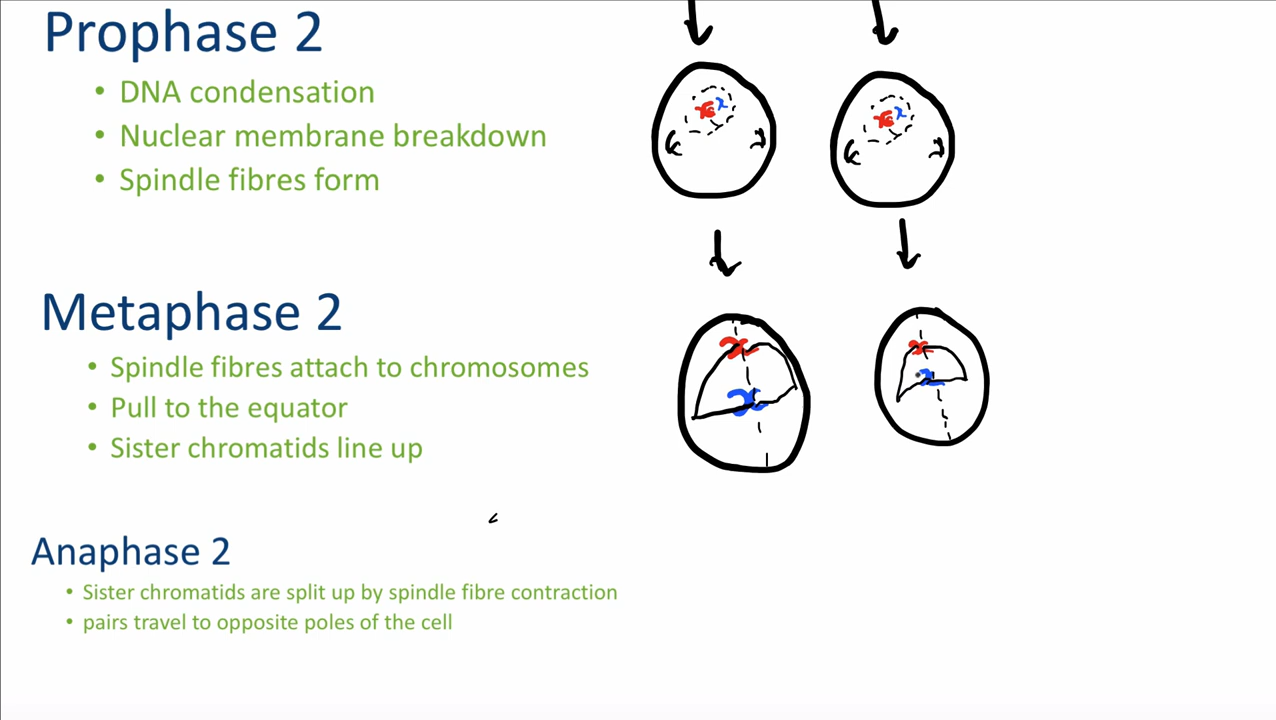 Prophase 2
• DNA condensation
• Nuclear membrane breakdown
• Spindle fibres form
Metaphase 2
• Spindle fibres attach to chromosomes
• Pull to the equator
• Sister chromatids line up
Anaphase 2
• Sister chromatids are split up by spindle fibre contraction
• pairs travel to opposite poles of the cell